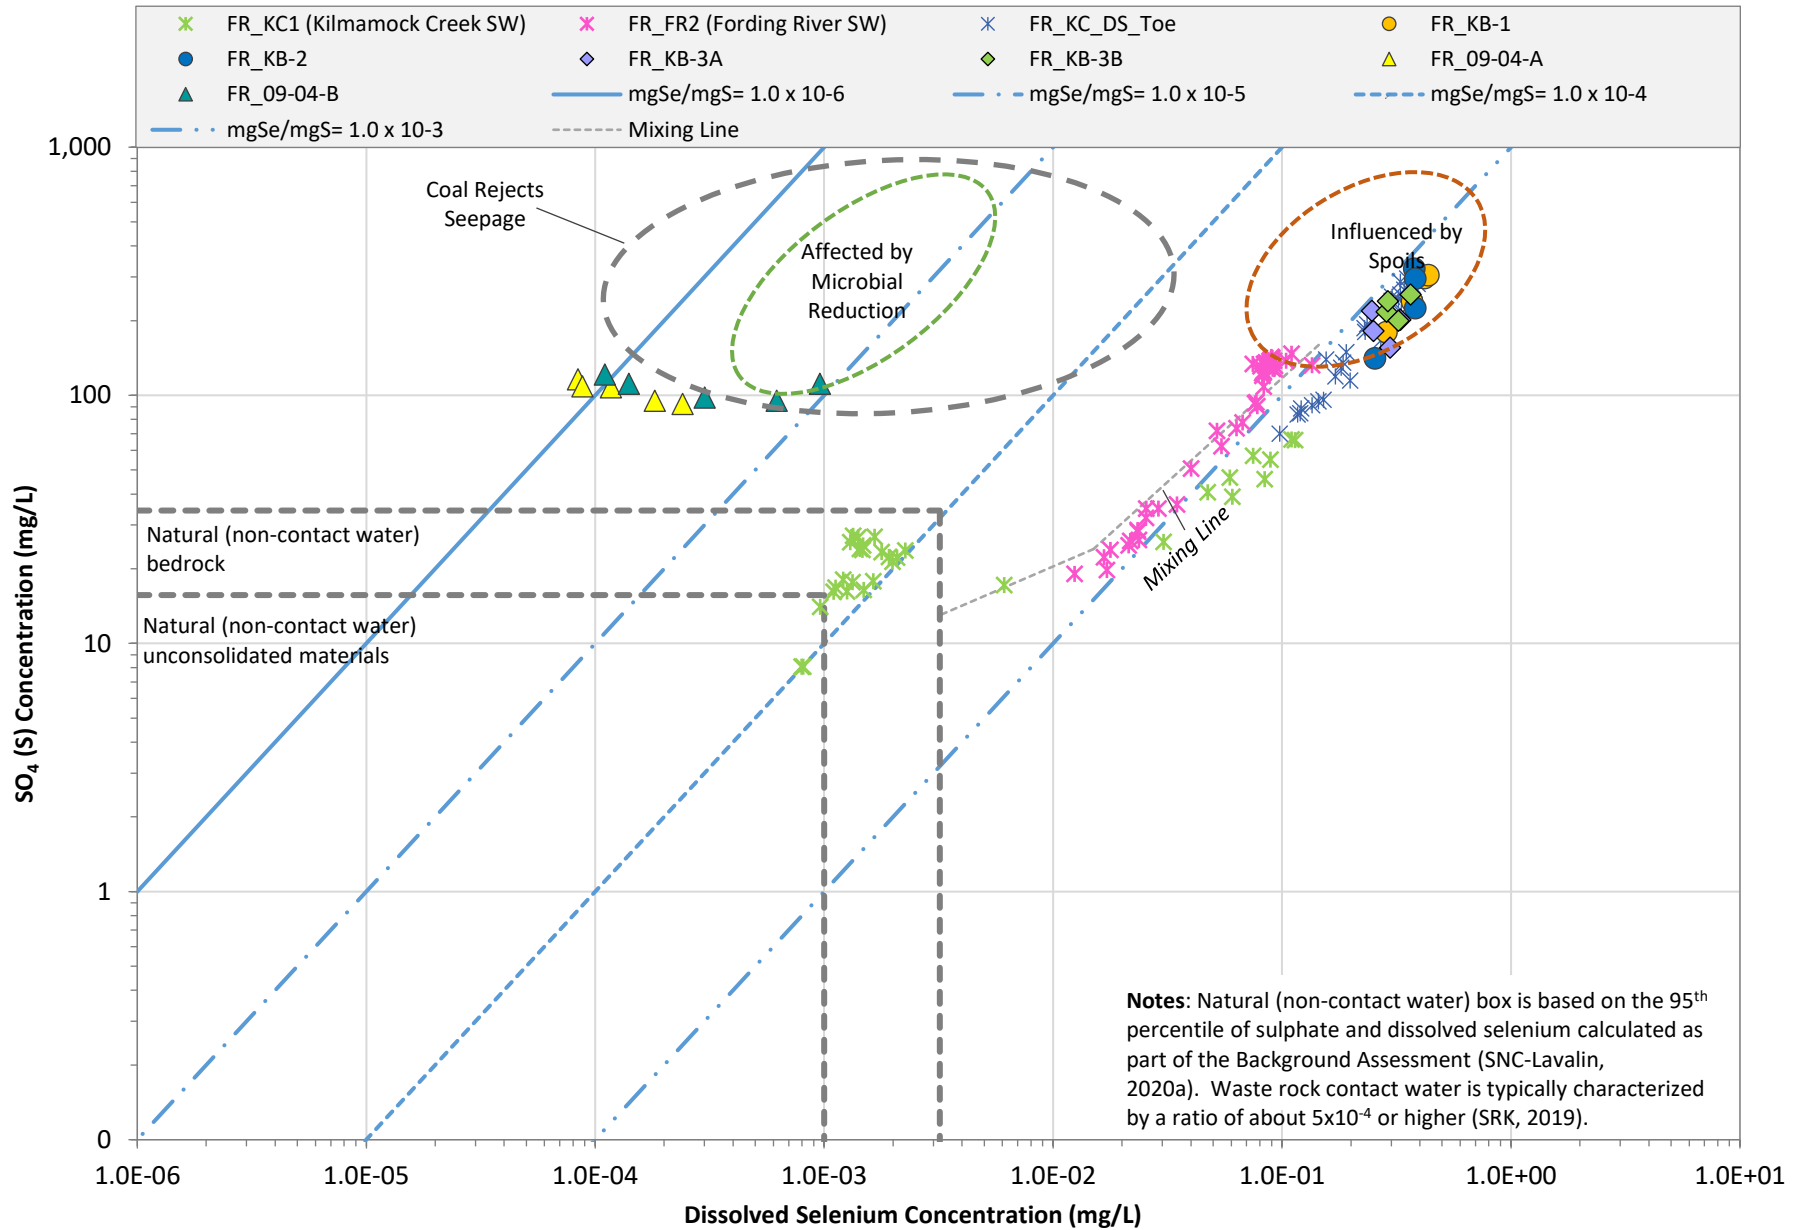 FR_KC1 (Kilmamock Creek SW) FR_FR2 (Fording River SW) FR_KC_DS_Toe FR_KB-1
FR_KB-2 FR_KB-3A FR_KB-3B FR_09-04-A
FR_09-04-B mgSe/mgS= 1.0 x 10-6 mgSe/mgS= 1.0 x 10-5 mgSe/mgS= 1.0 x 10-4
mgSe/mgS= 1.0 x 10-3 Mixing Line
1,000
100
10
1
0
SO4 (S) Concentration (mg/L)
Coal Rejects
Seepage
Affected by
Microbial
Reduction
Influenced by
Spoils
Natural (non-contact water)
bedrock
Natural (non-contact water)
unconsolidated materials
Mixing Line
Notes: Natural (non-contact water) box is based on the 95th
percentile of sulphate and dissolved selenium calculated as
part of the Background Assessment (SNC-Lavalin,
2020a). Waste rock contact water is typically characterized
by a ratio of about 5x10-4 or higher (SRK, 2019).
1.0E-06 1.0E-05 1.0E-04 1.0E-03 1.0E-02 1.0E-01 1.0E+00 1.0E+01
Dissolved Selenium Concentration (mg/L)